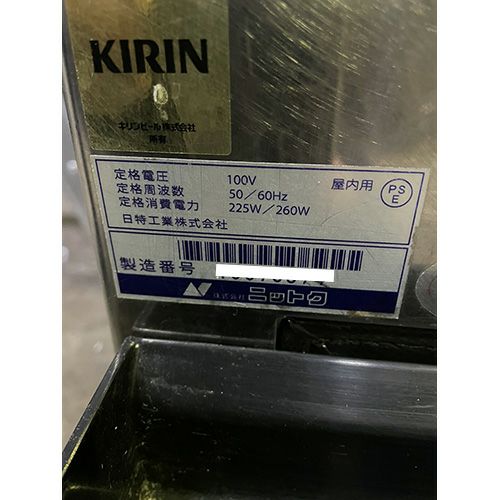 KIRIN
キリンビール株式会社
所有
定格電圧 100V 屋内用
定格周波数 50/60Hz
定格消費電力 225W/260W
日特工業株式会社
PS
E
製造番号
N 株式会社 ニットク